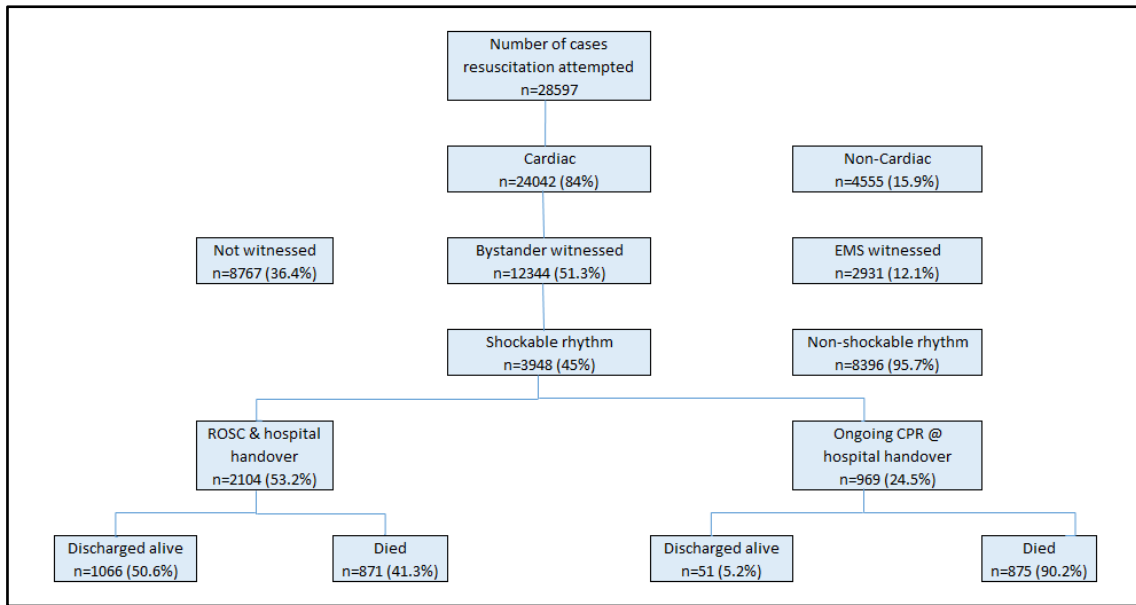 Number of cases
resuscitation attempted
n=28597
Cardiac
n=24042 (84%)
Non-Cardiac
n=4555 (15.9%)
Not witnessed
n=8767 (36.4%)
Bystander witnessed
n=12344 (51.3%)
EMS witnessed
n=2931 (12.1%)
Shockable rhythm
n=3948 (45%)
Non-shockable rhythm
n=8396 (95.7%)
ROSC & hospital
handover
n=2104 (53.2%)
Ongoing CPR @
hospital handover
n=969 (24.5%)
Discharged alive
n=1066 (50.6%)
Died
n=871 (41.3%)
Discharged alive
n=51 (5.2%)
Died
n=875 (90.2%)